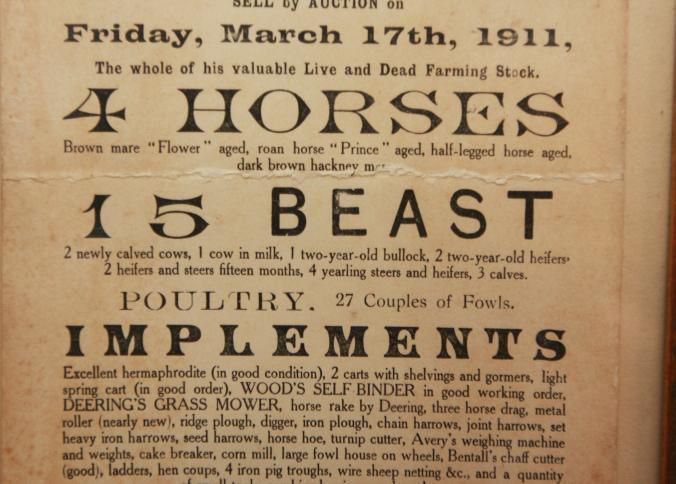 SELL by AUCTION on
Friday, March 17th, 1911,
The whole of his valuable Live and Dead Farming Stock.
4 HORSES
Brown mare "Flower" aged, roan horse "Prince" aged, half-legged horse aged,
dark brown hackney
15 BEAST
2 newly calved cows, 1 cow in milk, 1 two-year-old bullock, 2 two-year-old heifers,
2 heifers and steers fifteen months, 4 yearling steers and heifers, 3 calves.
POULTRY. 27 Couples of Fowls.
IMPLEMENTS
Excellent hermaphrodite (in good condition), 2 carts with shelvings and gormers, light
spring cart (in good order), WOOD'S SELF-BINDER in good working order,
DEERING'S GRASS MOWER, horse rake by Deering, three horse drag, metal
roller (nearly new), ridge plough, digger, iron plough, chain harrows, joint harrows, set
heavy iron harrows, seed harrows, horse hoe, turnip cutter, Avery's weighing machine
and weights, cake breaker, corn mill, large fowl house on wheels, Bentall's chaff cutter
(good), ladders, hen coups, 4 iron pig troughs, wire sheep netting &c., and a quantity